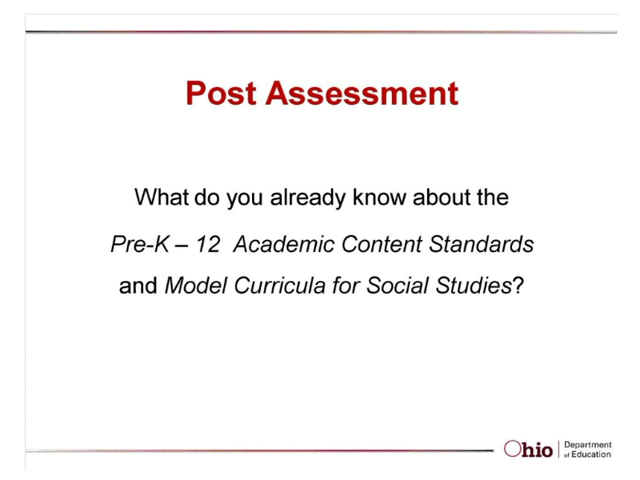 Post Assessment
What do you already know about the
Pre-K – 12 Academic Content Standards
and Model Curricula for Social Studies?
Ohio
Department
of Education